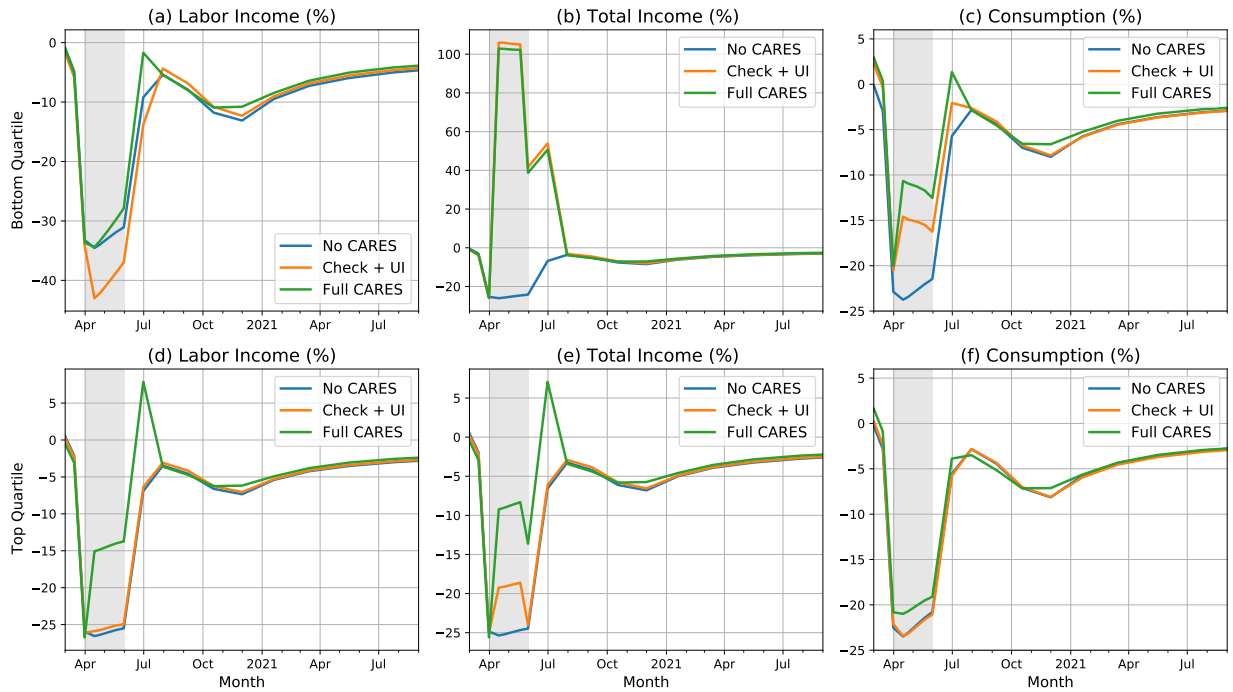 (a) Labor Income (%)
(b) Total Income (%)
(c) Consumption (%)
Bottom Quartile
0
−10
−20
−30
−40
No CARES
Check + UI
Full CARES
Apr Jul Oct 2021 Apr Jul
100
80
60
40
20
0
−20
No CARES
Check + UI
Full CARES
Apr Jul Oct 2021 Apr Jul
5
0
−5
−10
−15
−20
−25
No CARES
Check + UI
Full CARES
Apr Jul Oct 2021 Apr Jul
(d) Labor Income (%)
(e) Total Income (%)
(f) Consumption (%)
Top Quartile
5
0
−5
−10
−15
−20
−25
No CARES
Check + UI
Full CARES
Apr Jul Oct 2021 Apr Jul
Month
5
0
−5
−10
−15
−20
−25
No CARES
Check + UI
Full CARES
Apr Jul Oct 2021 Apr Jul
Month
5
0
−5
−10
−15
−20
−25
No CARES
Check + UI
Full CARES
Apr Jul Oct 2021 Apr Jul
Month